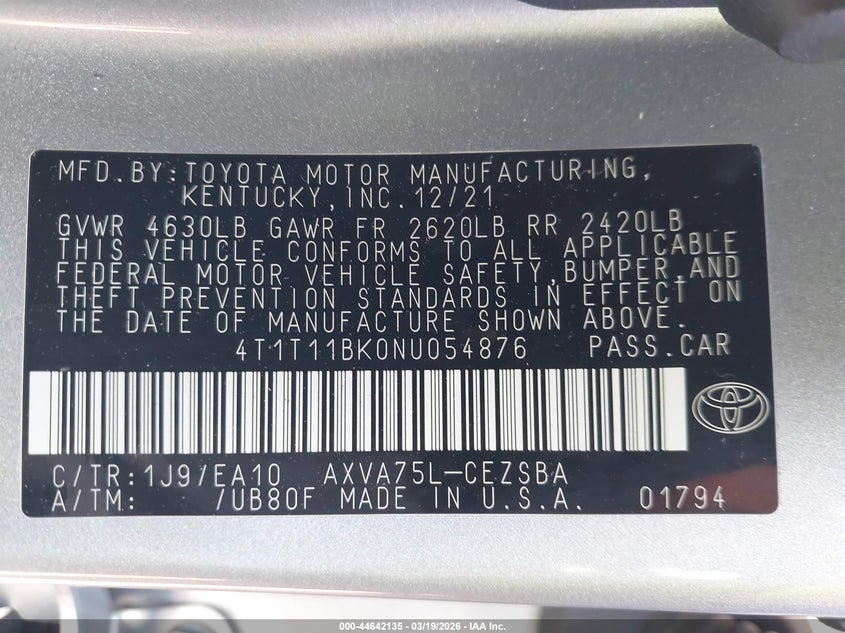 MFD.BY:TOYOTA MOTOR MANUFACTURING,
KENTUCKY,INC.12/21
GVWR 4630LB GAWR FR 2620LB RR 2420LB
THIS VEHICLE CONFORMS TO ALL APPLICABLE
FEDERAL MOTOR VEHICLE SAFETY,BUMPER,AND
THEFT PREVENTION STANDARDS IN EFFECT ON
THE DATE OF MANUFACTURE SHOWN ABOVE.
4T1T11BK0NU054876 PASS.CAR
C/TR:1J9/EA10 AXVA75L-CEZSBA
A/TM: /UB80F MADE IN U.S.A. 01794
000-44642135 - 03/19/2026 - IAA Inc.